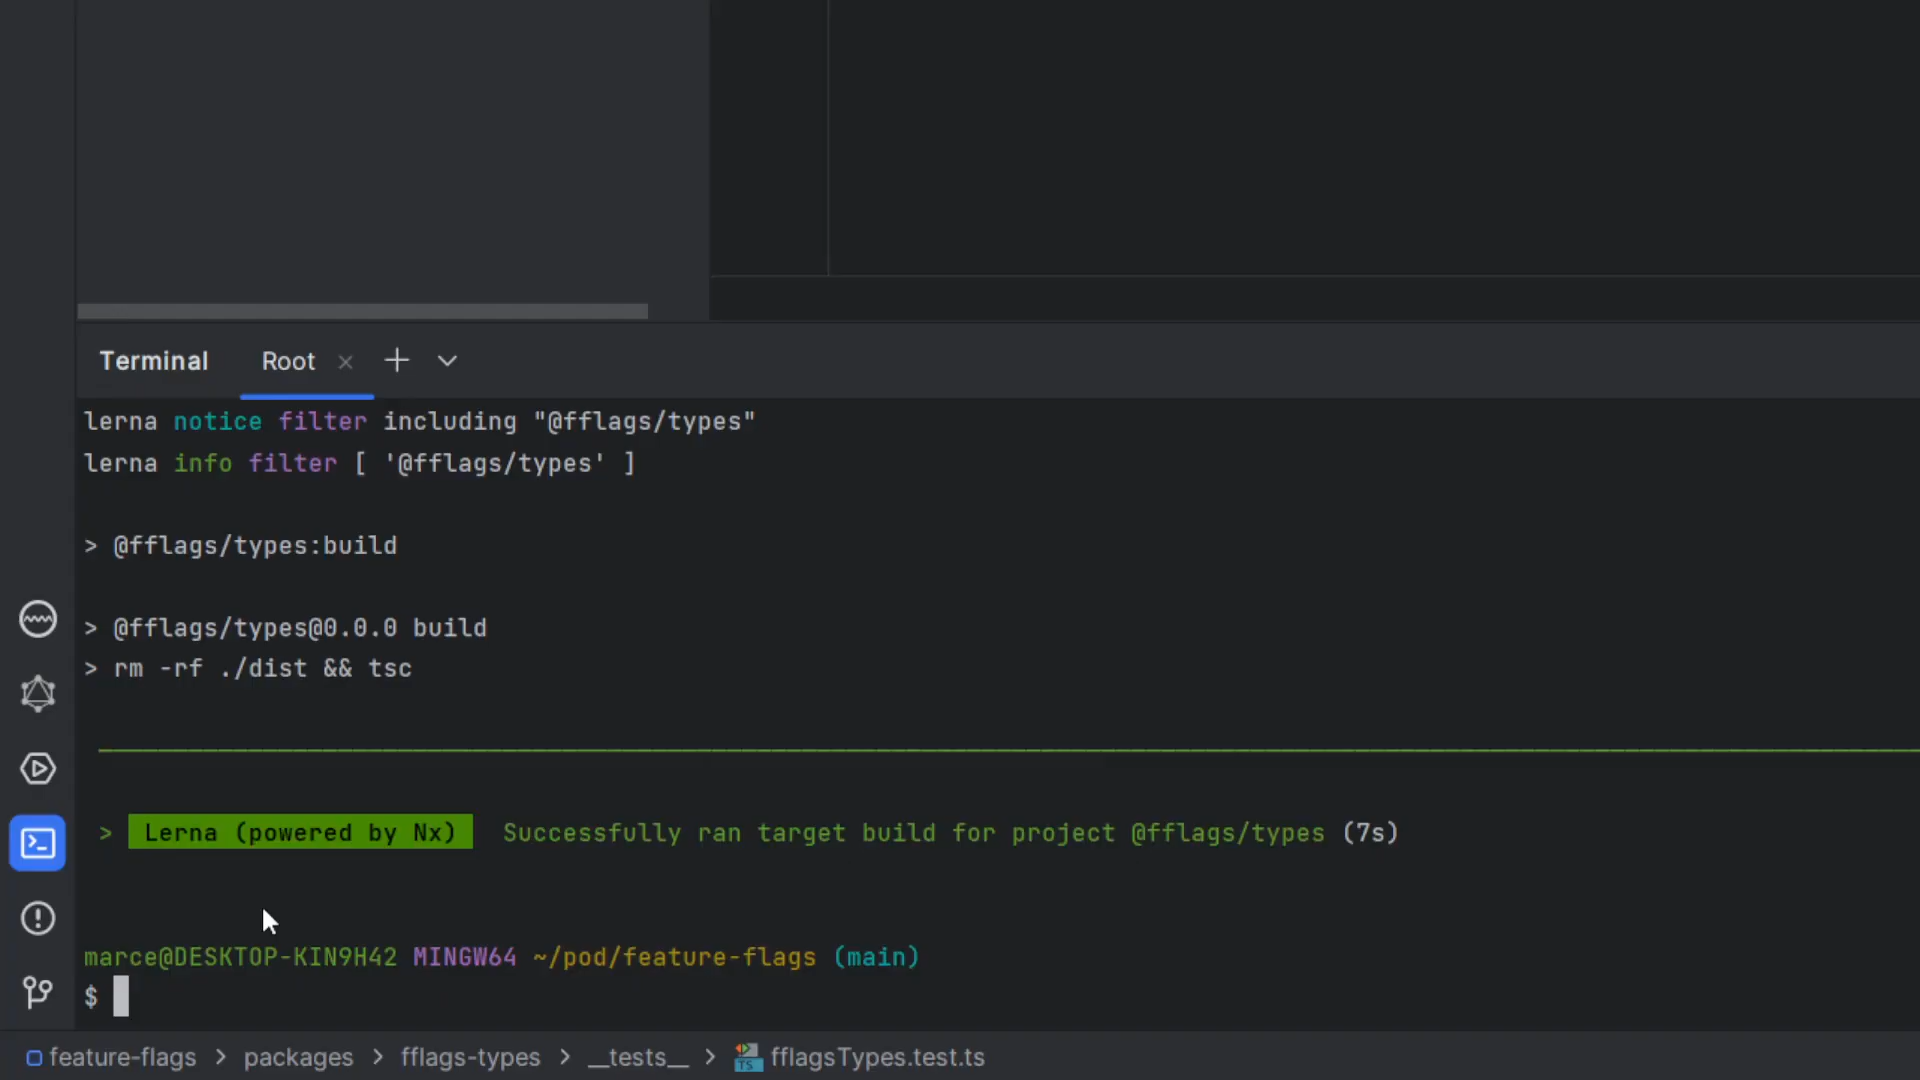 Terminal Root
lerna notice filter including "@fflags/types"
lerna info filter [ '@fflags/types' ]
> @fflags/types:build
> @fflags/types@0.0.0 build
> rm -rf ./dist && tsc
> Lerna (powered by Nx) Successfully ran target build for project @fflags/types (7s)
marce@DESKTOP-KIN9H42 MINGW64 ~/pod/feature-flags (main)
$
feature-flags > packages > fflags-types > __tests__ > TS fflagsTypes.test.ts